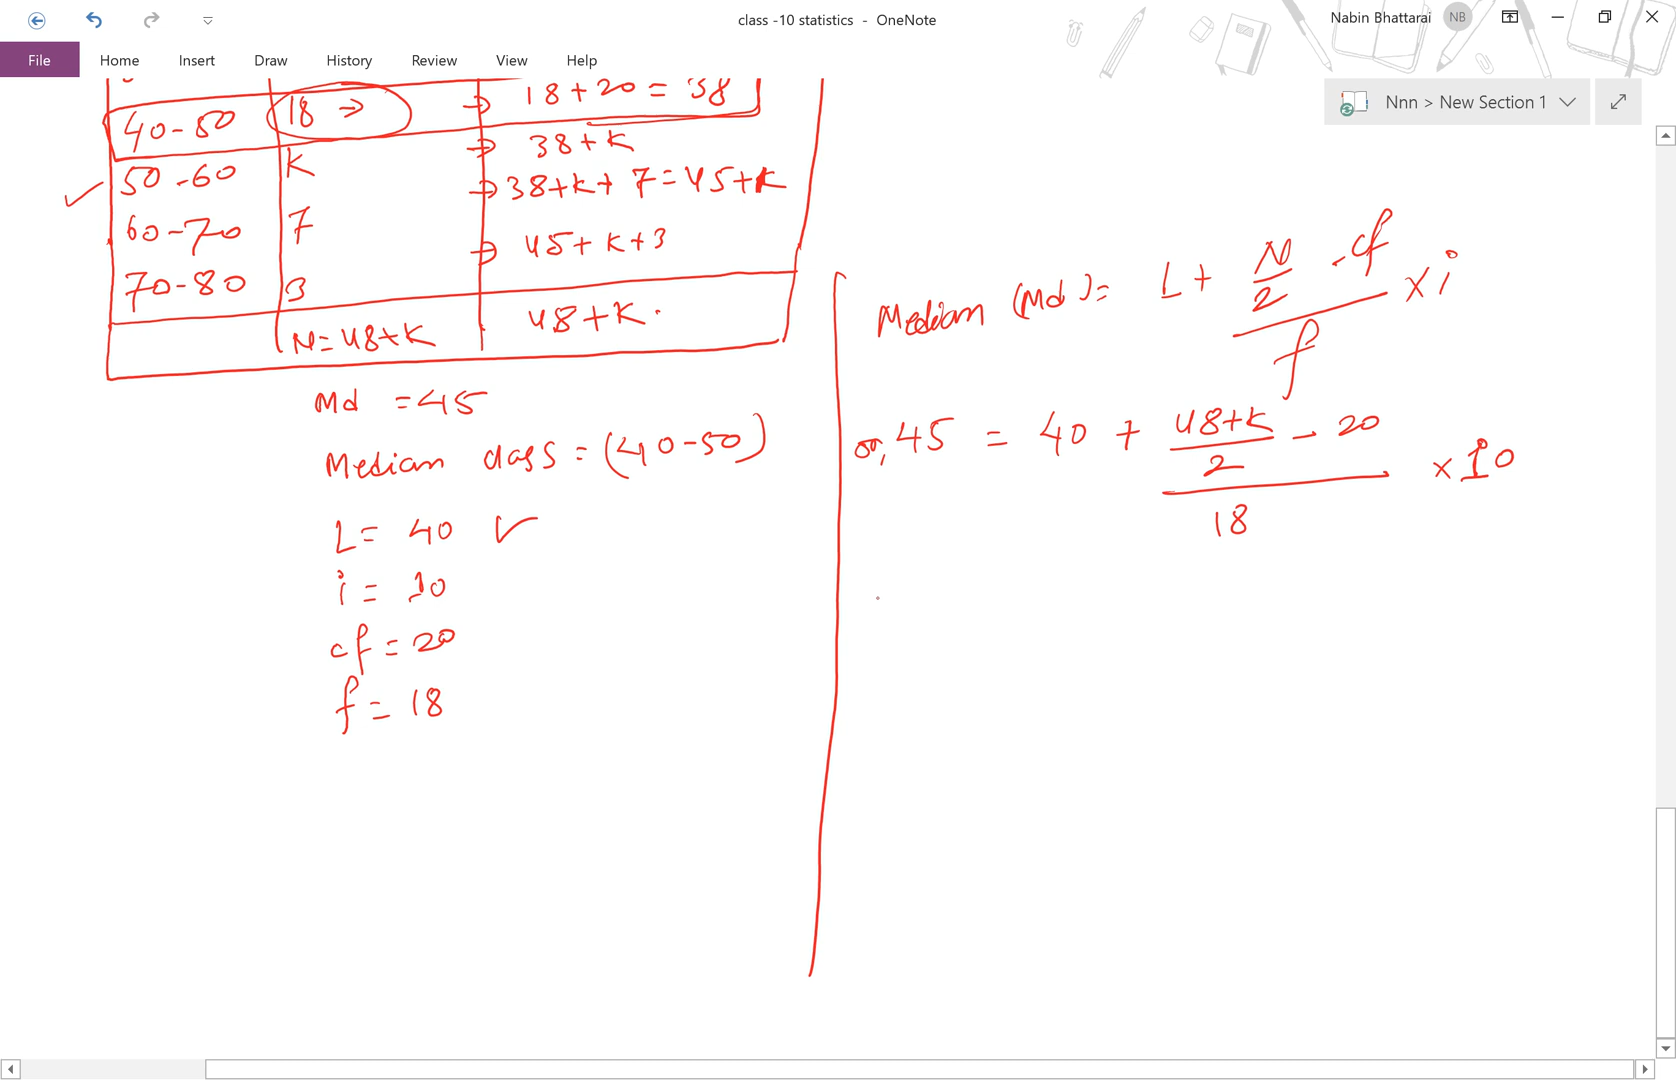 class -10 statistics - OneNote
Nabin Bhattarai NB
File Home Insert Draw History Review View Help
Nnn > New Section 1
40-50 18 → → 18+20 = 38
50-60 K → 38+K
60-70 7 → 38+K+ 7=45+K
70-80 3 → 45+K+3
N=48+K 48+K.
Md =45
Median class = (40-50)
L= 40 ✓
i = 10
cf = 20
f = 18
Median (Md) = L + (N/2 - cf)/f × i
or, 45 = 40 + ((48+K)/2 - 20)/18 × 10